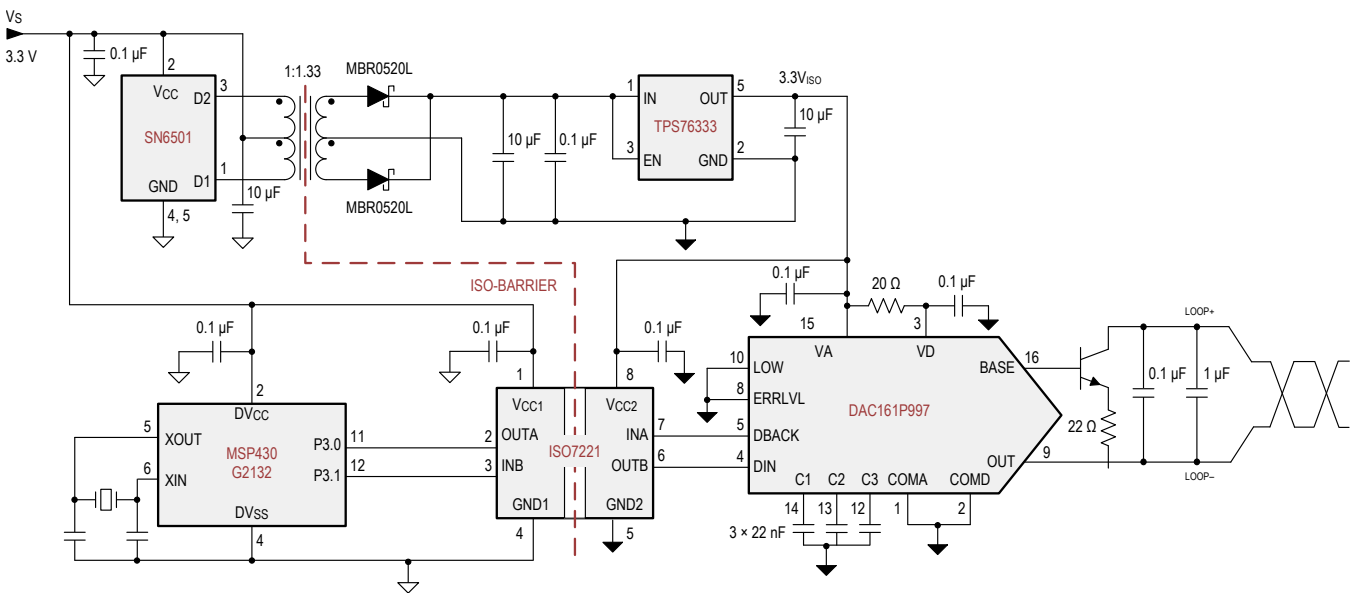 VS
3.3 V
0.1 µF
2
VCC
D2
3
SN6501
D1
1
GND
4, 5
10 µF
1:1.33
MBR0520L
MBR0520L
10 µF
0.1 µF
1
IN
OUT
5
TPS76333
3
EN
GND
2
3.3VISO
10 µF
ISO-BARRIER
0.1 µF
2
DVCC
5
XOUT
P3.0
11
MSP430
G2132
6
XIN
P3.1
12
DVSS
4
0.1 µF
1
VCC1
2
OUTA
3
INB
GND1
4
ISO7221
0.1 µF
8
VCC2
INA
7
OUTB
6
GND2
5
0.1 µF
20 Ω
0.1 µF
15
3
VA
VD
10
LOW
8
ERRLVL
5
DBACK
4
DIN
DAC161P997
BASE
16
OUT
9
C1
C2
C3
COMA
COMD
14
13
12
1
2
3 × 22 nF
22 Ω
0.1 µF
1 µF
LOOP+
LOOP–